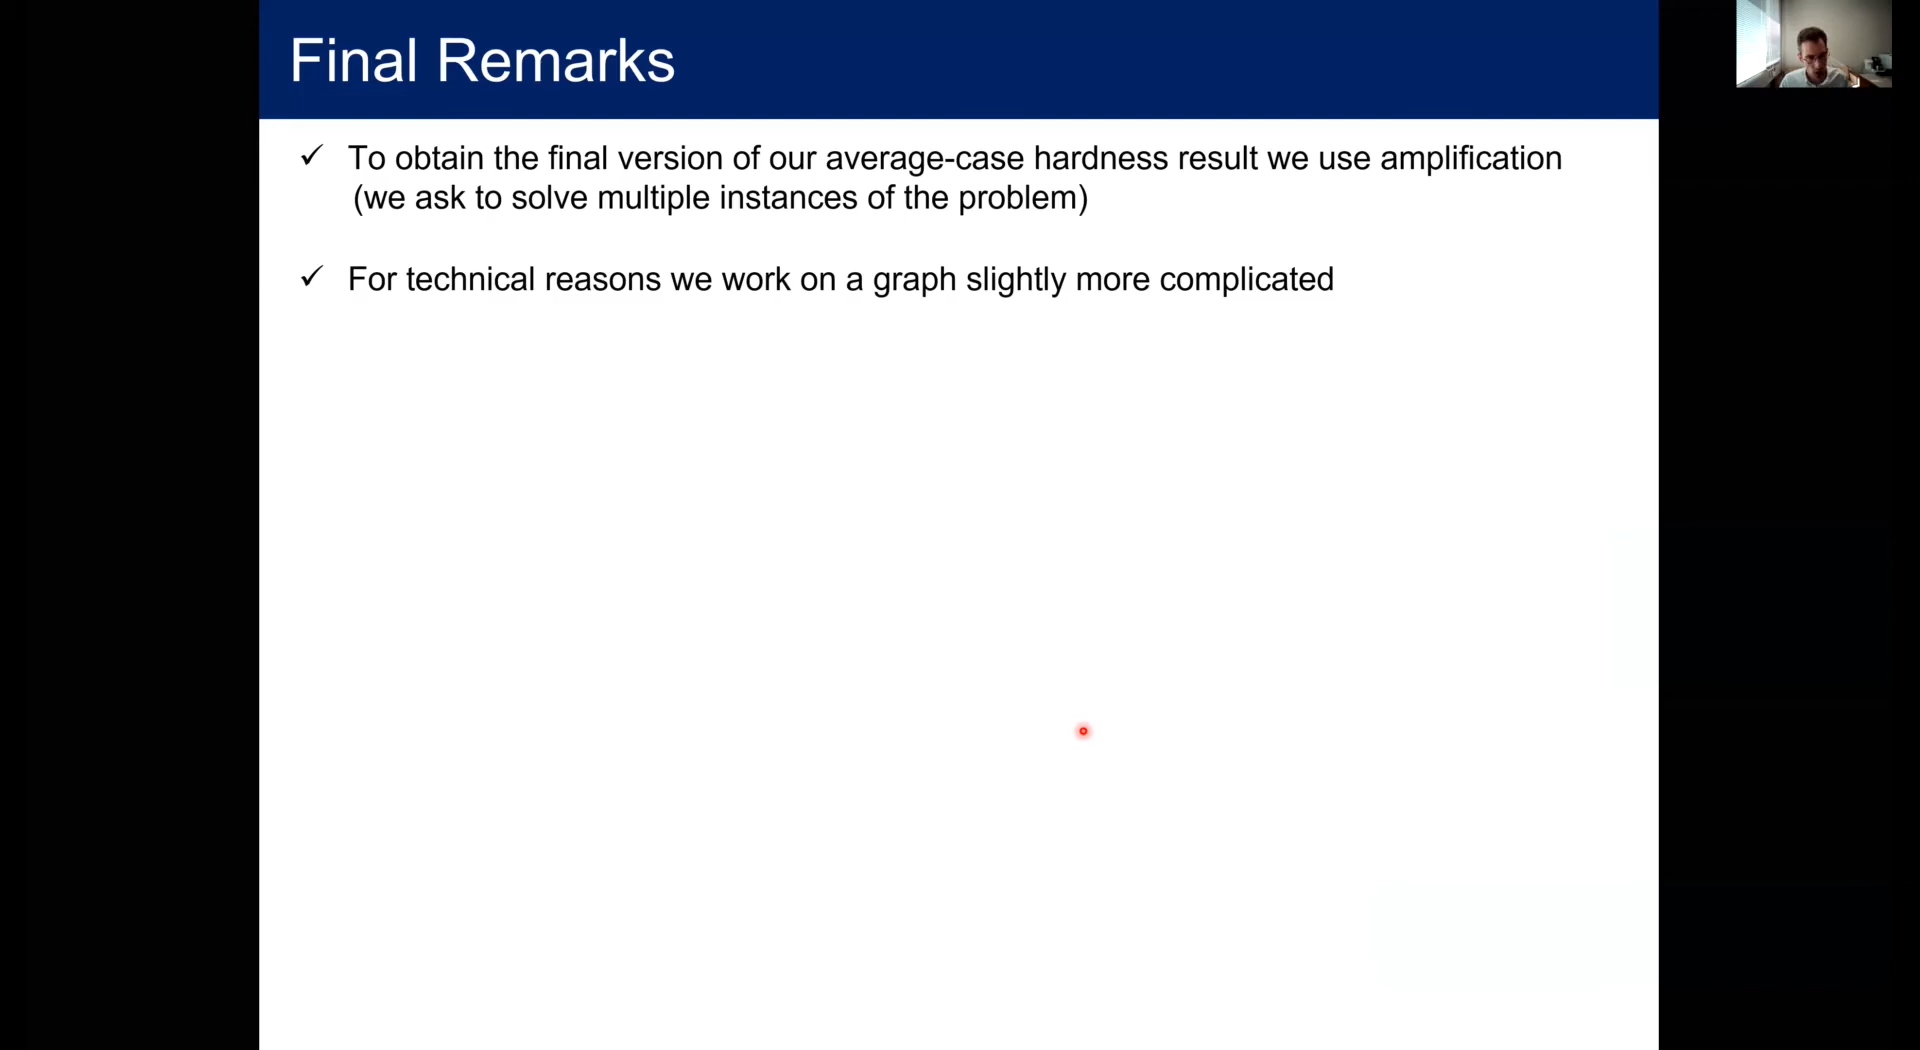 Final Remarks
✓ To obtain the final version of our average-case hardness result we use amplification
(we ask to solve multiple instances of the problem)
✓ For technical reasons we work on a graph slightly more complicated